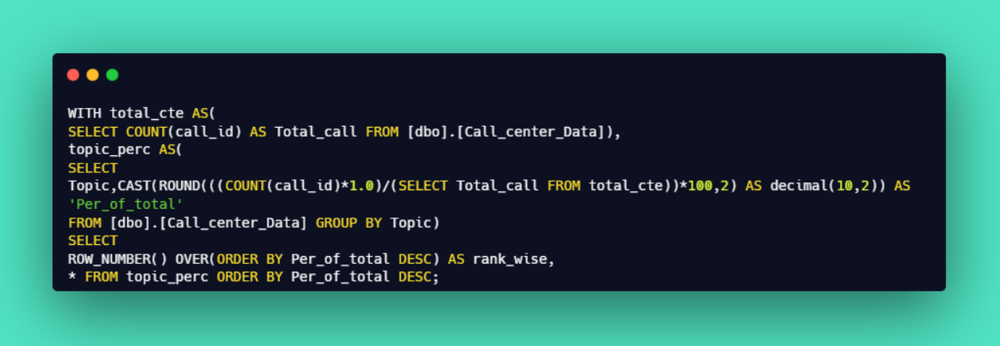 WITH total_cte AS(
SELECT COUNT(call_id) AS Total_call FROM [dbo].[Call_center_Data]),
topic_perc AS(
SELECT
Topic,CAST(ROUND(((COUNT(call_id)*1.0)/(SELECT Total_call FROM total_cte))*100,2) AS decimal(10,2)) AS
'Per_of_total'
FROM [dbo].[Call_center_Data] GROUP BY Topic)
SELECT
ROW_NUMBER() OVER(ORDER BY Per_of_total DESC) AS rank_wise,
* FROM topic_perc ORDER BY Per_of_total DESC;